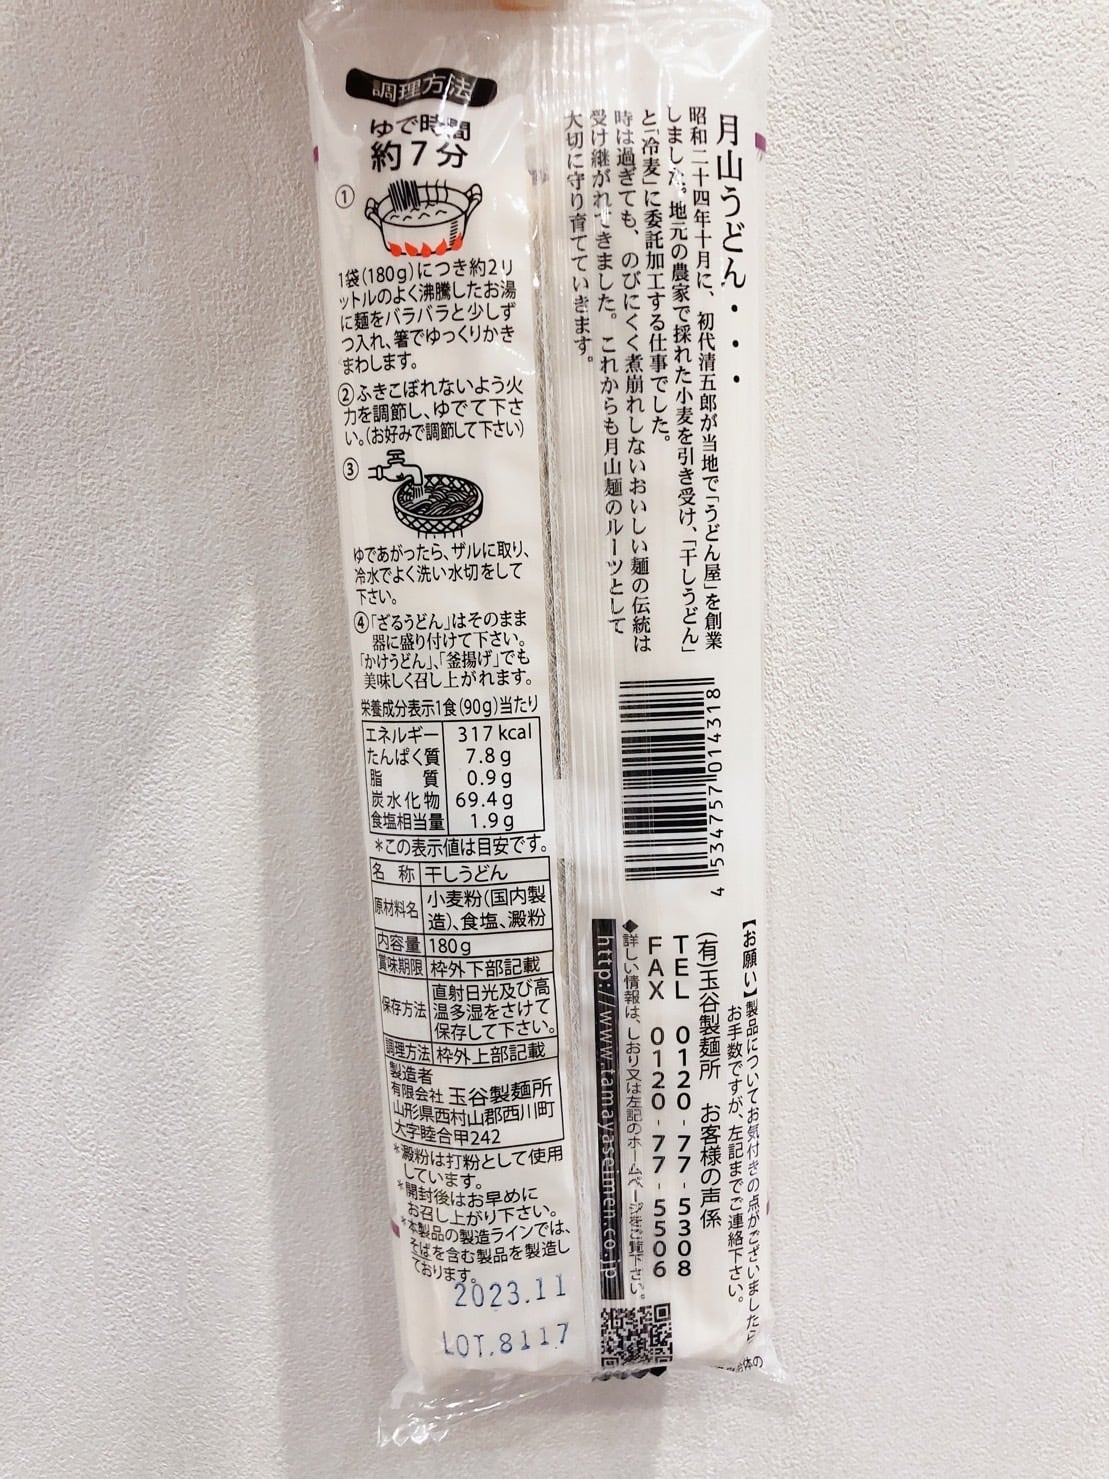 調理方法
ゆで時間
約7分
①
1袋(180g)につき約2リ
ットルのよく沸騰したお湯
に麺をバラバラと少しず
つ入れ、箸でゆっくりかき
まわします。
②ふきこぼれないよう火
力を調節し、ゆでて下さ
い。(お好みで調節して下さい)
③
ゆであがったら、ザルに取り、
冷水でよく洗い水切をして
下さい。
④「ざるうどん」はそのまま
器に盛り付けて下さい。
「かけうどん」、「釜揚げ」でも
美味しく召し上がれます。
栄養成分表示1食(90g)当たり
エネルギー 317kcal
たんぱく質 7.8g
脂質 0.9g
炭水化物 69.4g
食塩相当量 1.9g
*この表示値は目安です。
名称 干しうどん
原材料名 小麦粉(国内製
造)、食塩、澱粉
内容量 180g
賞味期限 枠外下部記載
保存方法 直射日光及び高
温多湿をさけて
保存して下さい。
調理方法 枠外上部記載
製造者
有限会社 玉谷製麺所
山形県西村山郡西川町
大字睦合甲242
*澱粉は打粉として使用
しています。
*開封後はお早めに
お召し上がり下さい。
*本製品の製造ラインでは、
そばを含む製品を製造し
ております。
2023.11
LOT.8117
月山うどん・・・
昭和二十四年十月に、初代清五郎が当地で「うどん屋」を創業
しました。地元の農家で採れた小麦を引き受け、「干しうどん」
と「冷麦」に委託加工する仕事でした。
時は過ぎても、のびにくく煮崩れしないおいしい麺の伝統は
受け継がれてきました。これからも月山麺のルーツとして
大切に守り育てていきます。
4 534757 014318
【お願い】製品についてお気付きの点がございましたら
お手数ですが、左記までご連絡下さい。
(有)玉谷製麺所 お客様の声係
TEL 0120-77-5308
FAX 0120-77-5506
◆詳しい情報は、しおり又は左記のホームページをご覧下さい。
http://www.tamayaseimen.co.jp